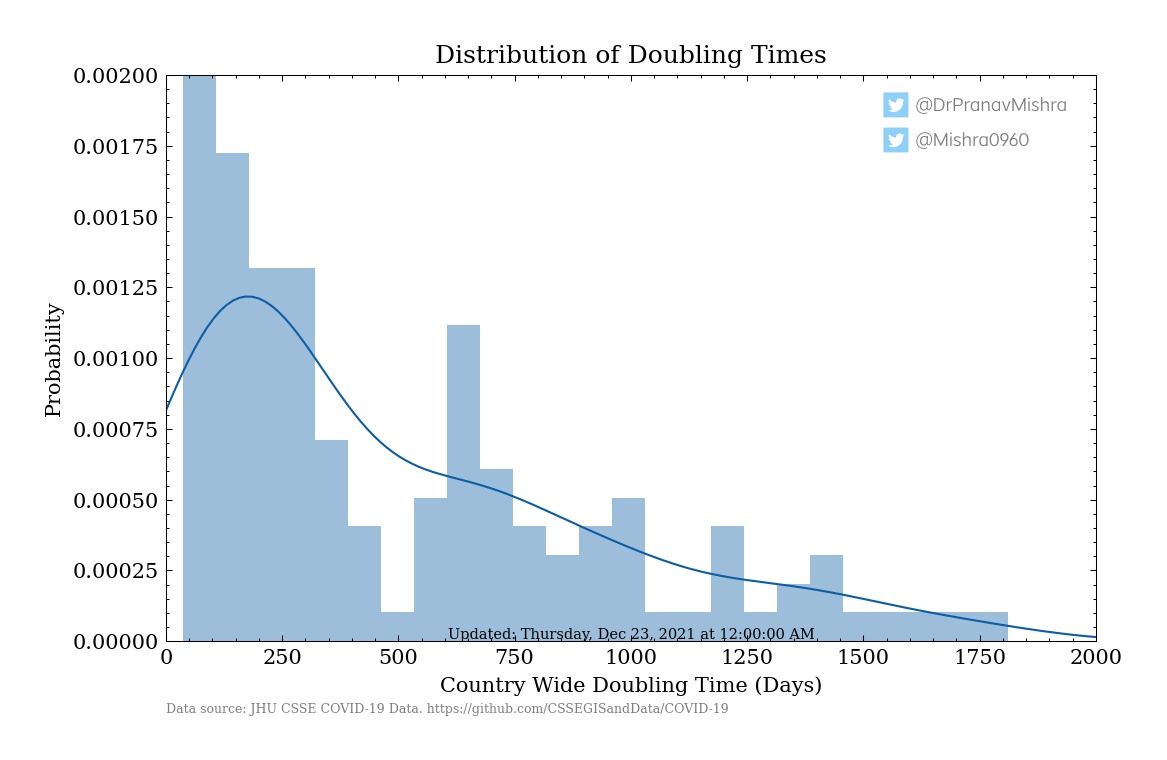 Distribution of Doubling Times
0.00200
0.00175
0.00150
0.00125
0.00100
0.00075
0.00050
0.00025
0.00000
Probability
@DrPranavMishra
@Mishra0960
Updated: Thursday, Dec 23, 2021 at 12:00:00 AM
0 250 500 750 1000 1250 1500 1750 2000
Country Wide Doubling Time (Days)
Data source: JHU CSSE COVID-19 Data. https://github.com/CSSEGISandData/COVID-19